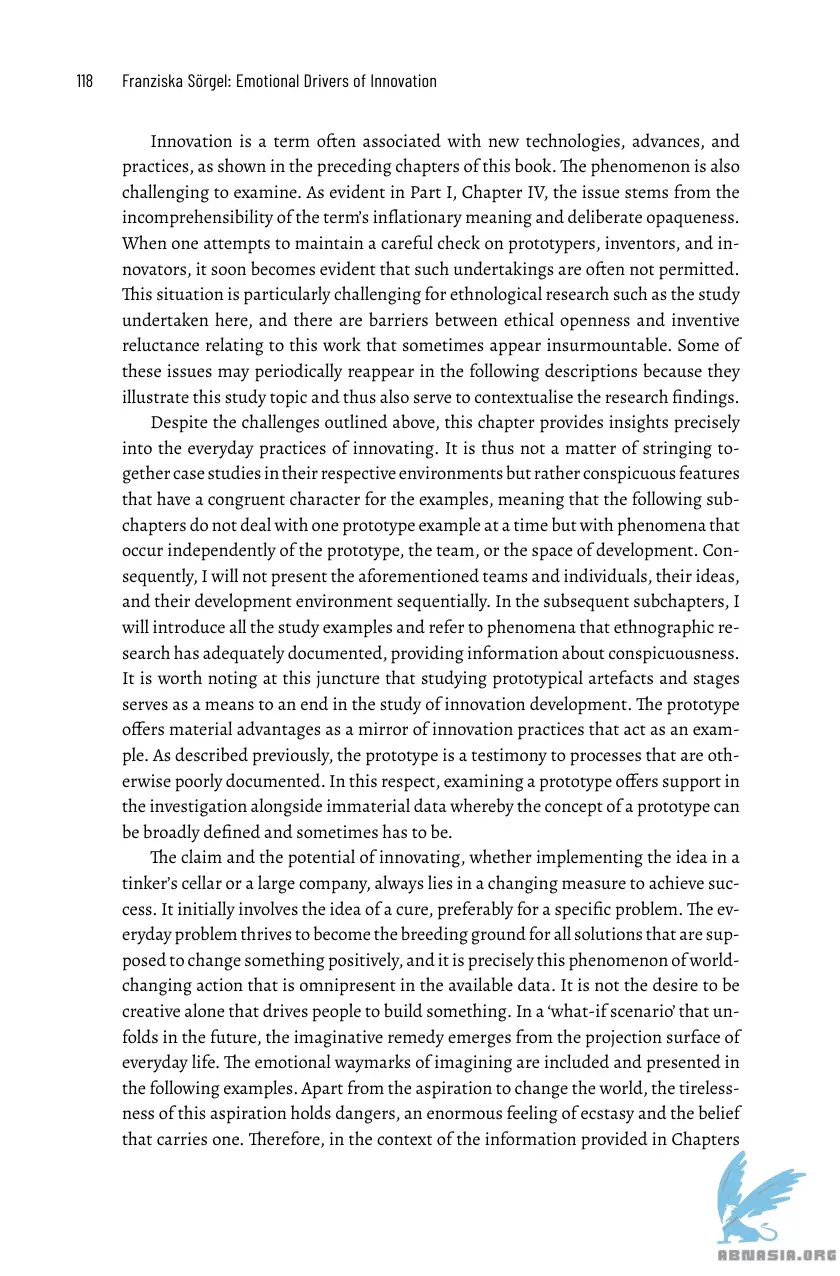 118 Franziska Sörgel: Emotional Drivers of Innovation
Innovation is a term often associated with new technologies, advances, and
practices, as shown in the preceding chapters of this book. The phenomenon is also
challenging to examine. As evident in Part I, Chapter IV, the issue stems from the
incomprehensibility of the term’s inflationary meaning and deliberate opaqueness.
When one attempts to maintain a careful check on prototypers, inventors, and in-
novators, it soon becomes evident that such undertakings are often not permitted.
This situation is particularly challenging for ethnological research such as the study
undertaken here, and there are barriers between ethical openness and inventive
reluctance relating to this work that sometimes appear insurmountable. Some of
these issues may periodically reappear in the following descriptions because they
illustrate this study topic and thus also serve to contextualise the research findings.
Despite the challenges outlined above, this chapter provides insights precisely
into the everyday practices of innovating. It is thus not a matter of stringing to-
gether case studies in their respective environments but rather conspicuous features
that have a congruent character for the examples, meaning that the following sub-
chapters do not deal with one prototype example at a time but with phenomena that
occur independently of the prototype, the team, or the space of development. Con-
sequently, I will not present the aforementioned teams and individuals, their ideas,
and their development environment sequentially. In the subsequent subchapters, I
will introduce all the study examples and refer to phenomena that ethnographic re-
search has adequately documented, providing information about conspicuousness.
It is worth noting at this juncture that studying prototypical artefacts and stages
serves as a means to an end in the study of innovation development. The prototype
offers material advantages as a mirror of innovation practices that act as an exam-
ple. As described previously, the prototype is a testimony to processes that are oth-
erwise poorly documented. In this respect, examining a prototype offers support in
the investigation alongside immaterial data whereby the concept of a prototype can
be broadly defined and sometimes has to be.
The claim and the potential of innovating, whether implementing the idea in a
tinker’s cellar or a large company, always lies in a changing measure to achieve suc-
cess. It initially involves the idea of a cure, preferably for a specific problem. The ev-
eryday problem thrives to become the breeding ground for all solutions that are sup-
posed to change something positively, and it is precisely this phenomenon of world-
changing action that is omnipresent in the available data. It is not the desire to be
creative alone that drives people to build something. In a ‘what-if scenario’ that un-
folds in the future, the imaginative remedy emerges from the projection surface of
everyday life. The emotional waymarks of imagining are included and presented in
the following examples. Apart from the aspiration to change the world, the tireless-
ness of this aspiration holds dangers, an enormous feeling of ecstasy and the belief
that carries one. Therefore, in the context of the information provided in Chapters
ABNASIA.ORG